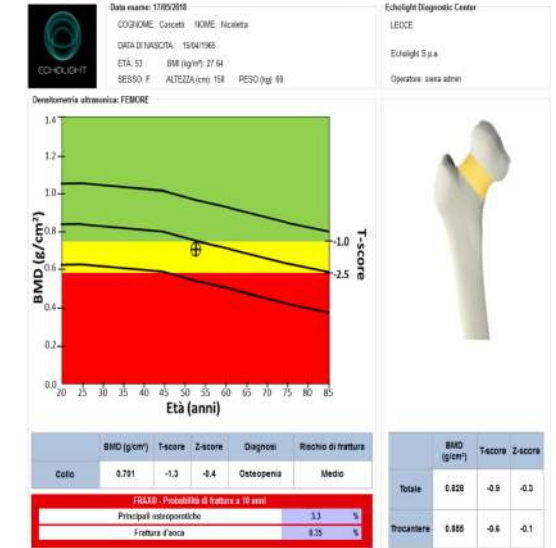 Data esame: 17/05/2018
COGNOME: Cascetti NOME: Nicoletta
DATA DI NASCITA: 15/04/1965
ETÀ: 53 BMI (kg/m²): 27.64
SESSO: F ALTEZZA (cm): 158 PESO (kg): 69
ECHOLIGHT
Echolight Diagnostic Center
LECCE
Echolight S.p.a.
Operatore: siena admin
Densitometria ultrasonica: FEMORE
BMD (g/cm²)
1.4
1.2
1.0
0.8
0.6
0.4
0.2
0.0
20 25 30 35 40 45 50 55 60 65 70 75 80 85
Età (anni)
-1.0
-2.5
T-score
BMD (g/cm²) T-score Z-score Diagnosi Rischio di frattura
Collo 0.701 -1.3 -0.4 Osteopenia Medio
FRAX® - Probabilità di frattura a 10 anni
Principali osteoporotiche 3.3 %
Frattura d'anca 0.35 %
BMD (g/cm²) T-score Z-score
Totale 0.828 -0.9 -0.3
Trocantere 0.655 -0.6 -0.1